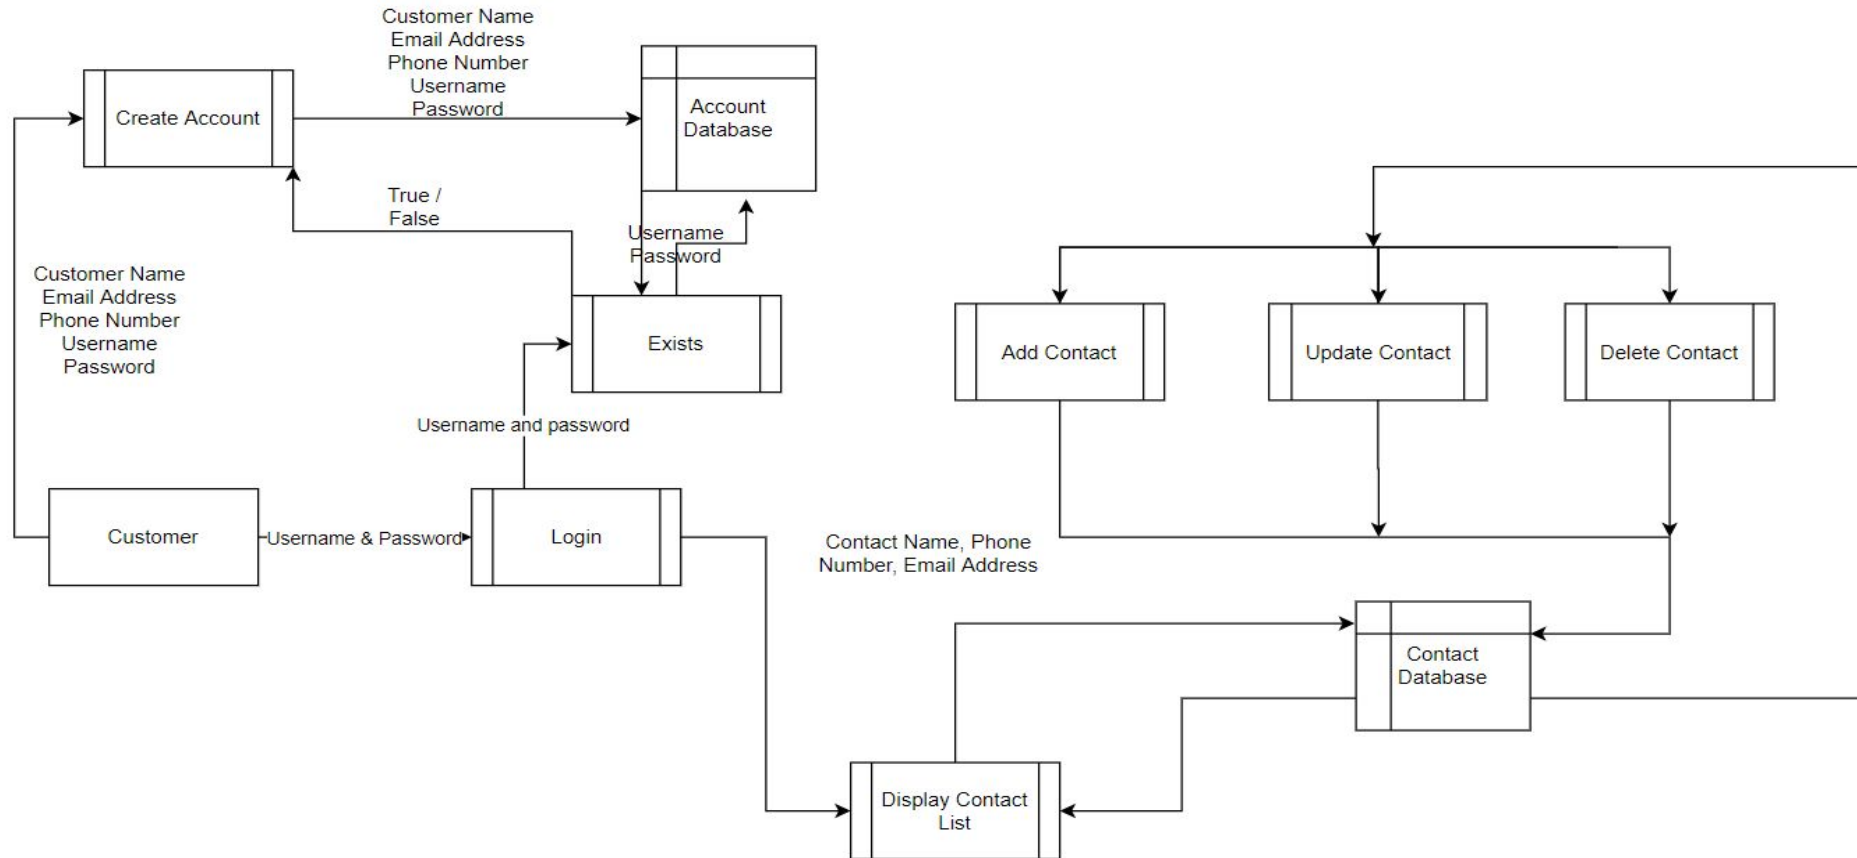 Customer Name
Email Address
Phone Number
Username
Password
Create Account
Account
Database
True /
False
Username
Password
Customer Name
Email Address
Phone Number
Username
Password
Exists
Add Contact
Update Contact
Delete Contact
Username and password
Customer
Username & Password
Login
Contact Name, Phone
Number, Email Address
Contact
Database
Display Contact
List